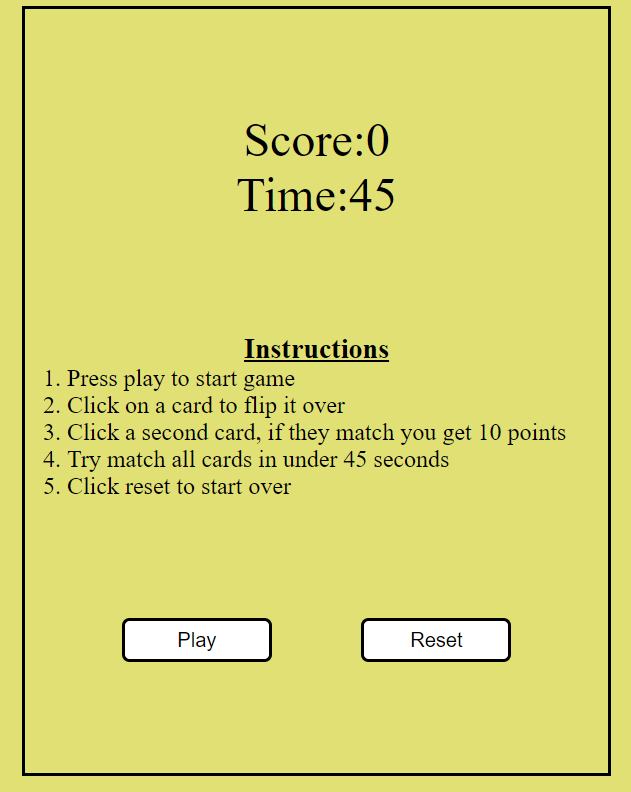 Score:0
Time:45
Instructions
1. Press play to start game
2. Click on a card to flip it over
3. Click a second card, if they match you get 10 points
4. Try match all cards in under 45 seconds
5. Click reset to start over
Play
Reset